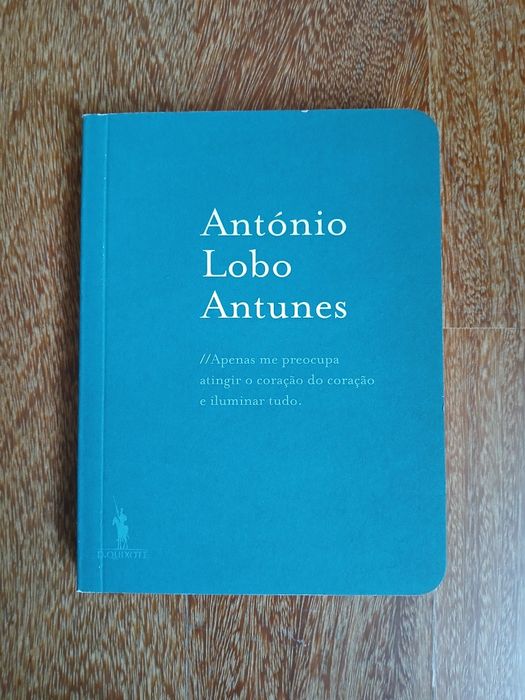 António
Lobo
Antunes
//Apenas me preocupa
atingir o coração do coração
e iluminar tudo.
D.QUIXOTE